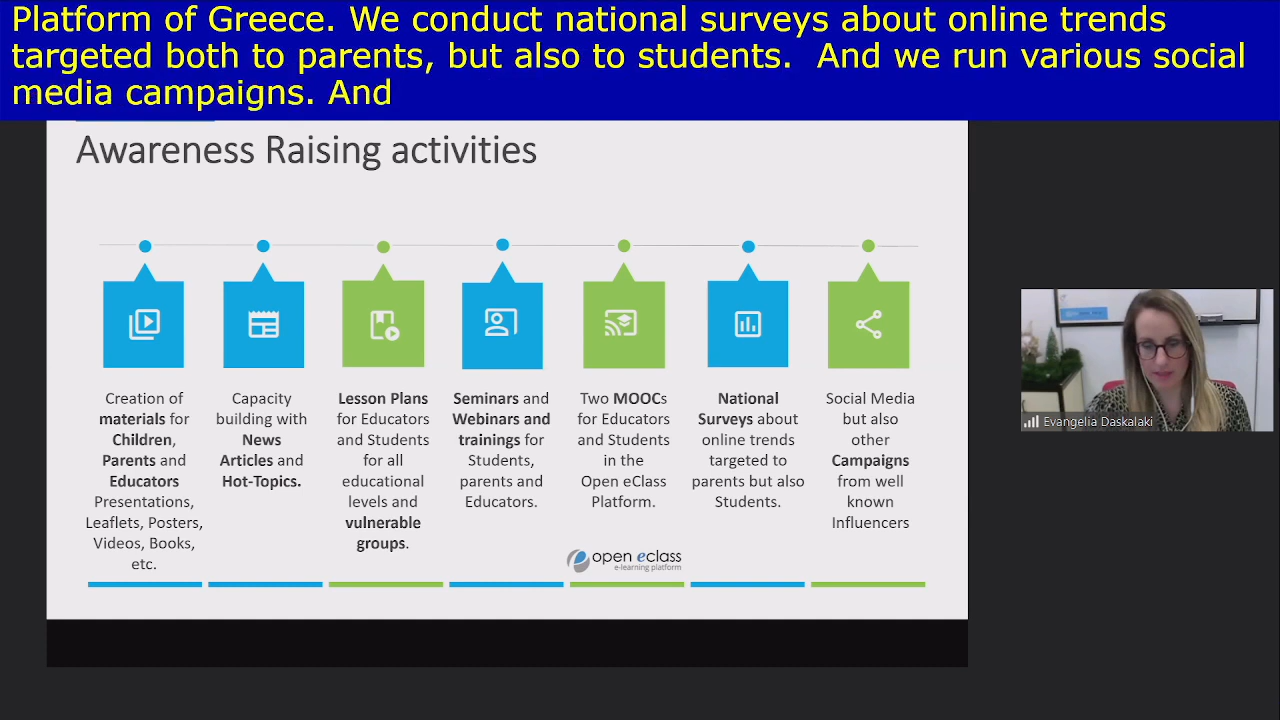 Platform of Greece. We conduct national surveys about online trends
targeted both to parents, but also to students.  And we run various social
media campaigns. And
Awareness Raising activities
Creation of
materials for
Children,
Parents and
Educators
Presentations,
Leaflets, Posters,
Videos, Books,
etc.
Capacity
building with
News
Articles and
Hot-Topics.
Lesson Plans
for Educators
and Students
for all
educational
levels and
vulnerable
groups.
Seminars and
Webinars and
trainings for
Students,
parents and
Educators.
Two MOOCs
for Educators
and Students
in the
Open eClass
Platform.
open eclass
e-learning platform
National
Surveys about
online trends
targeted to
parents but also
Students.
Social Media
but also
other
Campaigns
from well
known
Influencers
Evangelia Daskalaki